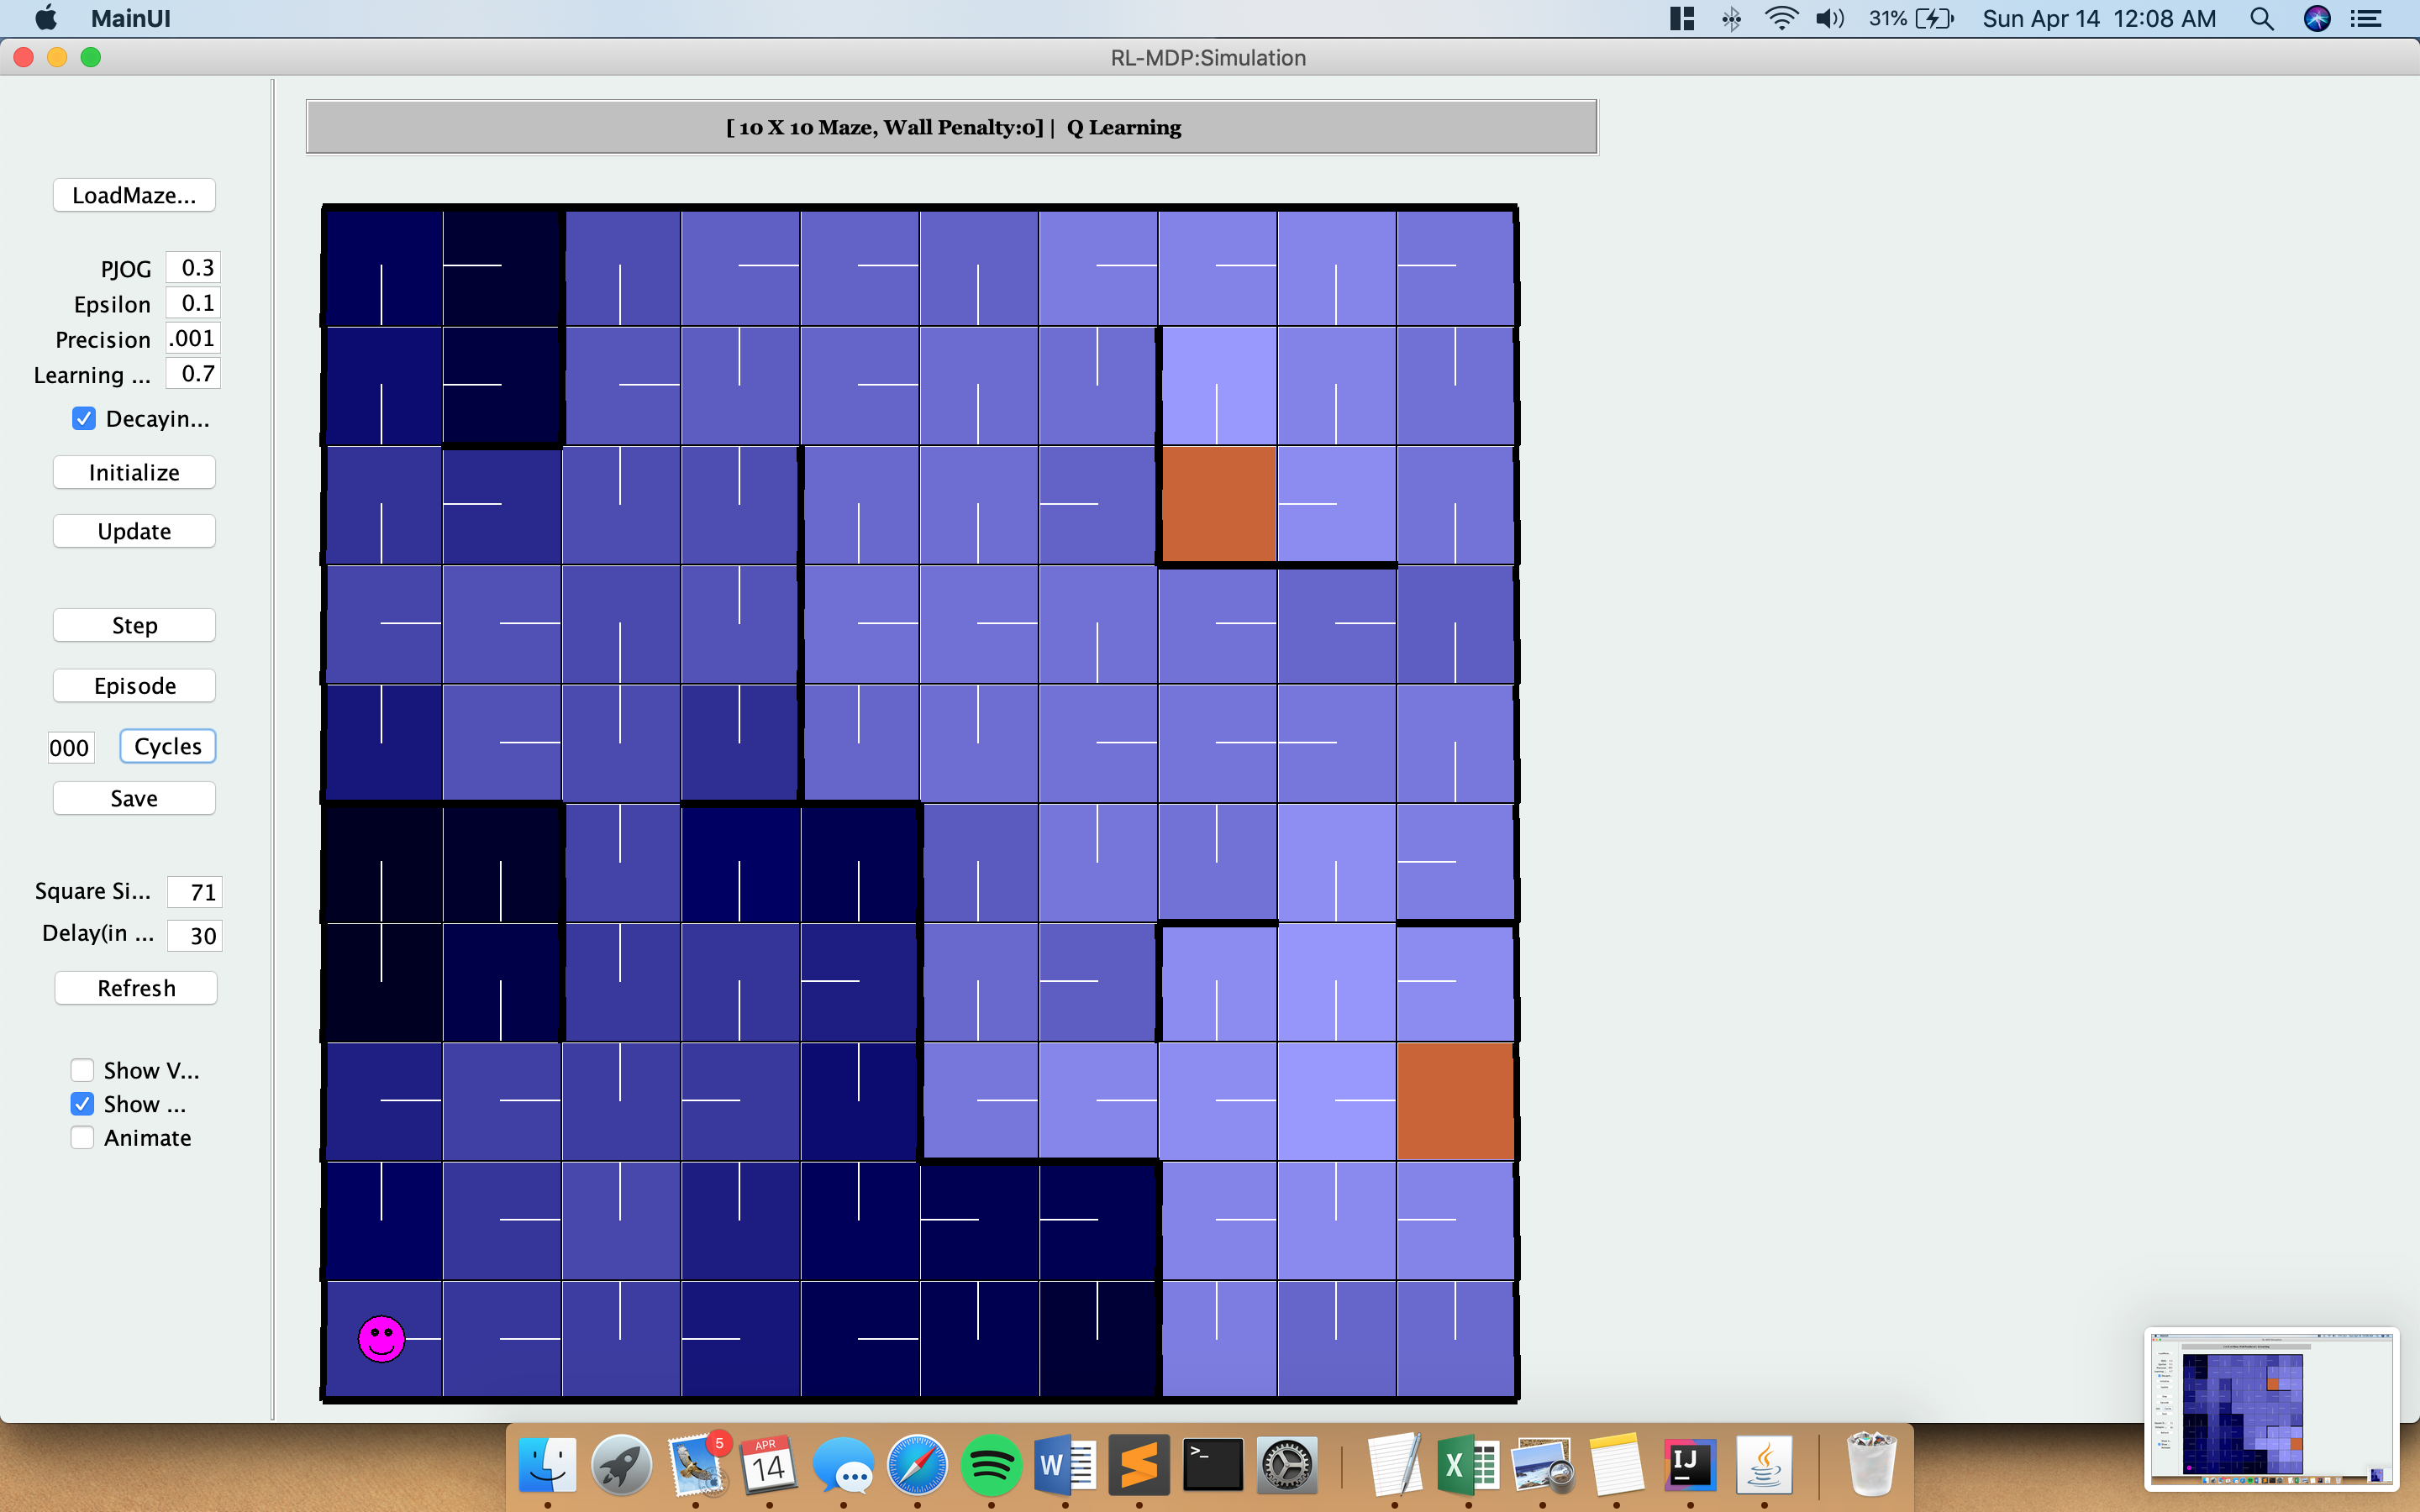 MainUI
31%
Sun Apr 14 12:08 AM
RL-MDP:Simulation
[ 10 X 10 Maze, Wall Penalty:0] | Q Learning
LoadMaze...
PJOG 0.3
Epsilon 0.1
Precision .001
Learning ... 0.7
Decayin...
Initialize
Update
Step
Episode
000 Cycles
Save
Square Si... 71
Delay(in ... 30
Refresh
Show V...
Show ...
Animate
5
APR
14
W
>_
X
IJ